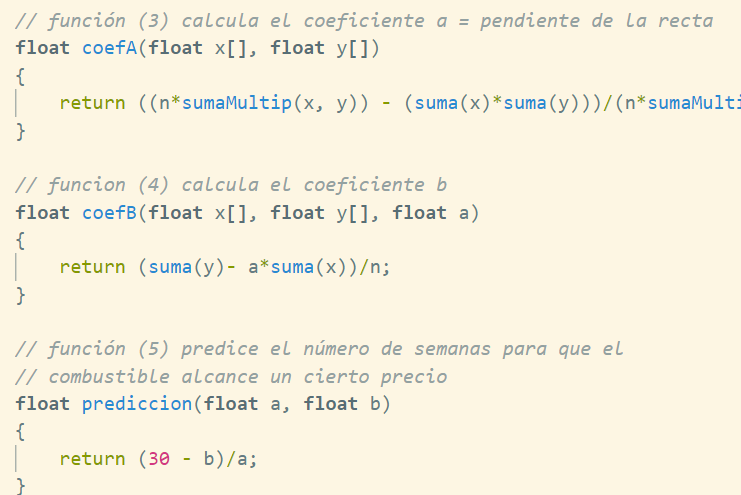 // función (3) calcula el coeficiente a = pendiente de la recta
float coefA(float x[], float y[])
{
return ((n*sumaMultip(x, y)) - (suma(x)*suma(y)))/(n*sumaMulti
}
// funcion (4) calcula el coeficiente b
float coefB(float x[], float y[], float a)
{
return (suma(y)- a*suma(x))/n;
}
// función (5) predice el número de semanas para que el
// combustible alcance un cierto precio
float prediccion(float a, float b)
{
return (30 - b)/a;
}